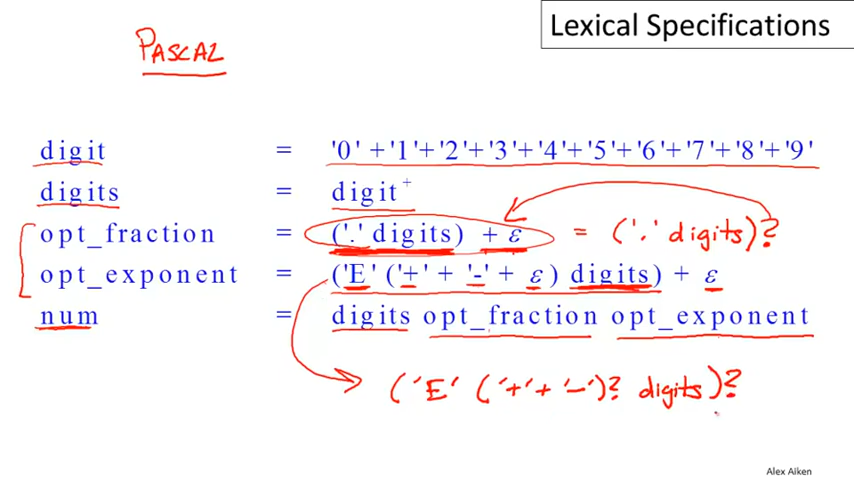 Lexical Specifications
PASCAL
digit = '0' +'1'+'2'+'3'+'4'+'5'+'6'+'7'+'8'+'9'
digits = digit⁺
opt_fraction = ('.' digits) + ε = ('.' digits)?
opt_exponent = ('E' ('+' + '-' + ε) digits) + ε
num = digits opt_fraction opt_exponent
('E' ('+' + '-')? digits)?
Alex Aiken